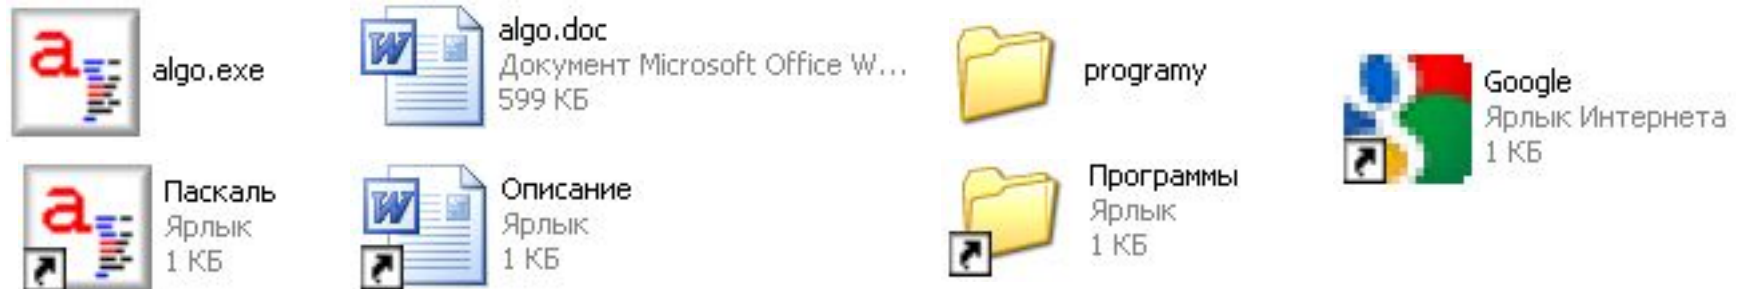 algo.exe
algo.doc
Документ Microsoft Office W...
599 КБ
programy
Google
Ярлык Интернета
1 КБ
Паскаль
Ярлык
1 КБ
Описание
Ярлык
1 КБ
Программы
Ярлык
1 КБ